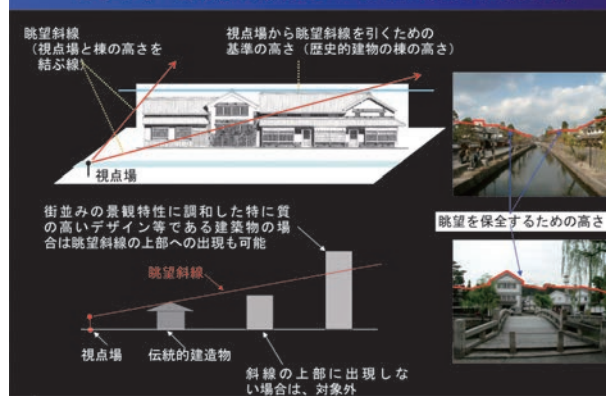 眺望斜線
（視点場と棟の高さを
結ぶ線）
視点場から眺望斜線を引くための
基準の高さ（歴史的建物の棟の高さ）
視点場
街並みの景観特性に調和した特に質
の高いデザイン等である建築物の場
合は眺望斜線の上部への出現も可能
眺望を保全するための高さ
眺望斜線
視点場
伝統的建造物
斜線の上部に出現しな
い場合は、対象外